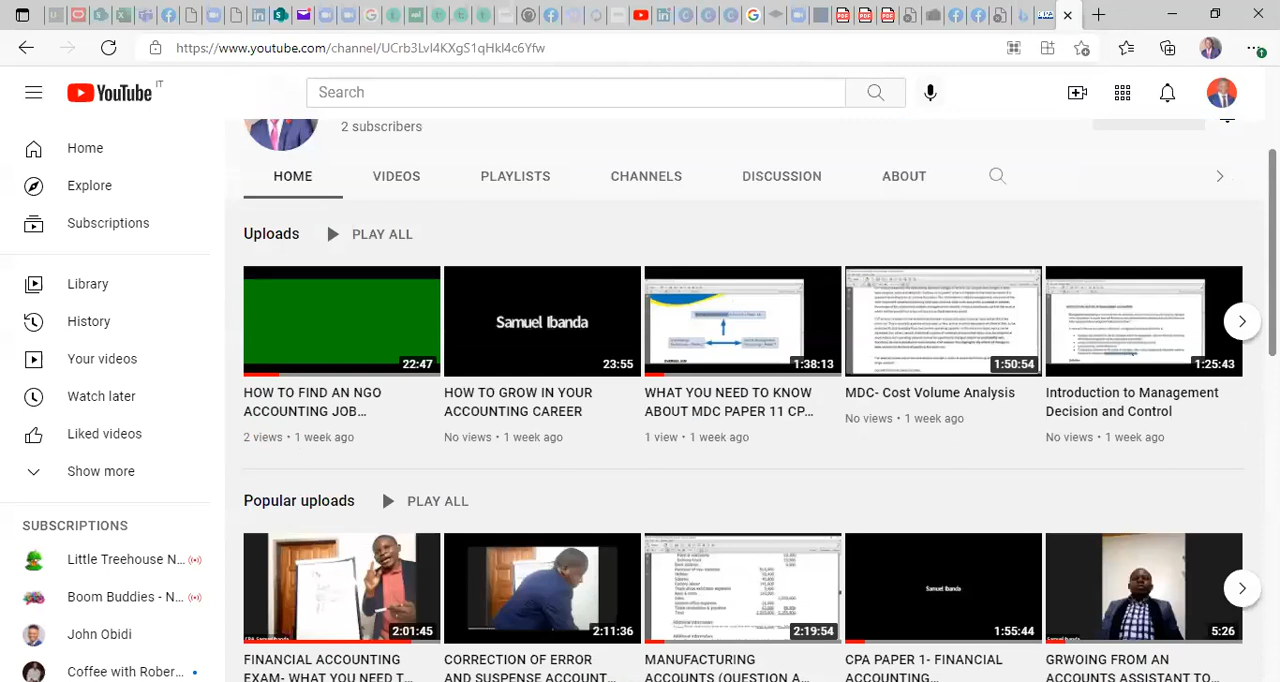 https://www.youtube.com/channel/UCrb3LvI4KXgS1qHkl4c6Yfw
YouTube IT
Search
2 subscribers
Home
Explore
Subscriptions
Library
History
Your videos
Watch later
Liked videos
Show more
SUBSCRIPTIONS
Little Treehouse N...
Broom Buddies - N...
John Obidi
Coffee with Rober...
HOME VIDEOS PLAYLISTS CHANNELS DISCUSSION ABOUT
Uploads PLAY ALL
Samuel Ibanda
22:47 23:55 1:38:13 1:50:54 1:25:43
HOW TO FIND AN NGO
ACCOUNTING JOB...
2 views • 1 week ago
HOW TO GROW IN YOUR
ACCOUNTING CAREER
No views • 1 week ago
WHAT YOU NEED TO KNOW
ABOUT MDC PAPER 11 CP...
1 view • 1 week ago
MDC- Cost Volume Analysis
No views • 1 week ago
Introduction to Management
Decision and Control
No views • 1 week ago
Popular uploads PLAY ALL
Samuel Ibanda
2:01:45 2:11:36 2:19:54 1:55:44 5:26
FINANCIAL ACCOUNTING
EXAM- WHAT YOU NEED T...
CORRECTION OF ERROR
AND SUSPENSE ACCOUNT...
MANUFACTURING
ACCOUNTS (QUESTION A...
CPA PAPER 1- FINANCIAL
ACCOUNTING...
GRWOING FROM AN
ACCOUNTS ASSISTANT TO...